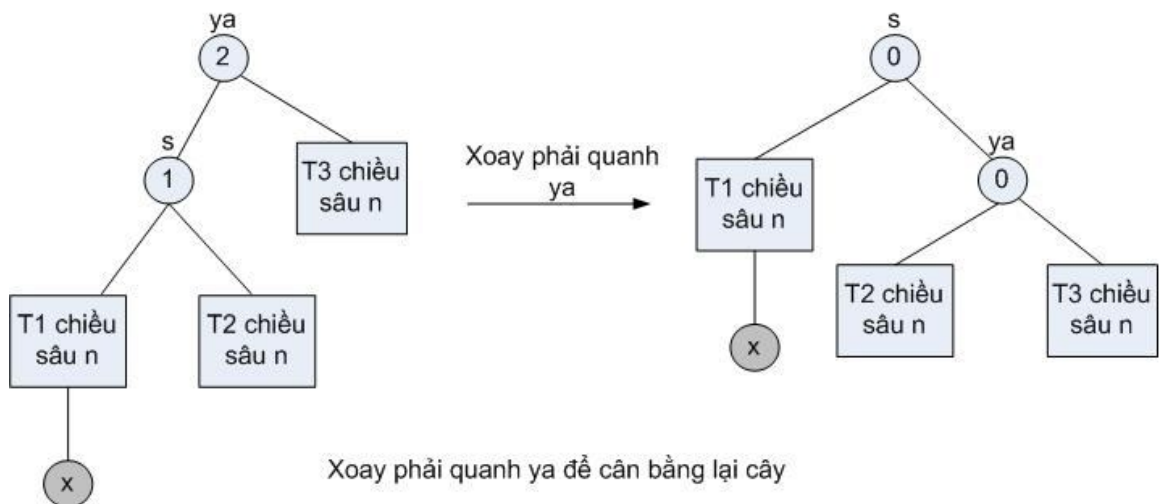 ya
2
s
1
T3 chiều
sâu n
T1 chiều
sâu n
T2 chiều
sâu n
x
Xoay phải quanh
ya
s
0
ya
0
T1 chiều
sâu n
T2 chiều
sâu n
T3 chiều
sâu n
x
Xoay phải quanh ya để cân bằng lại cây